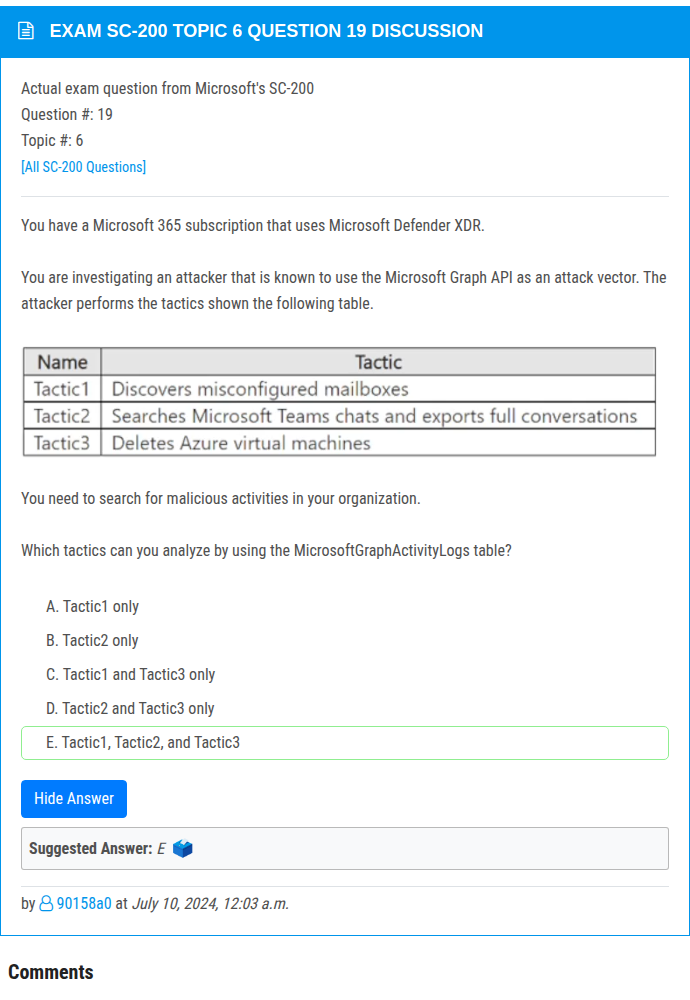 EXAM SC-200 TOPIC 6 QUESTION 19 DISCUSSION
Actual exam question from Microsoft's SC-200
Question #: 19
Topic #: 6
[All SC-200 Questions]
You have a Microsoft 365 subscription that uses Microsoft Defender XDR.
You are investigating an attacker that is known to use the Microsoft Graph API as an attack vector. The
attacker performs the tactics shown the following table.
Name Tactic
Tactic1 Discovers misconfigured mailboxes
Tactic2 Searches Microsoft Teams chats and exports full conversations
Tactic3 Deletes Azure virtual machines
You need to search for malicious activities in your organization.
Which tactics can you analyze by using the MicrosoftGraphActivityLogs table?
A. Tactic1 only
B. Tactic2 only
C. Tactic1 and Tactic3 only
D. Tactic2 and Tactic3 only
E. Tactic1, Tactic2, and Tactic3
Hide Answer
Suggested Answer: E
by 90158a0 at July 10, 2024, 12:03 a.m.
Comments